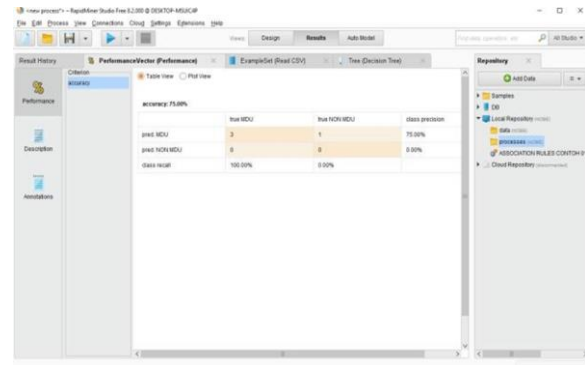 <new process*> – RapidMiner Studio Free 8.2.000 @ DESKTOP-MSUIC4P
File Edit Process View Connections Cloud Settings Extensions Help
Views: Design Results Auto Model
All Studio
Result History
PerformanceVector (Performance)
ExampleSet (Read CSV)
Tree (Decision Tree)
Repository
Criterion
accuracy
Table View Plot View
Add Data
Performance
accuracy: 75.00%
Samples
DB
Local Repository
true MDU true NON MDU class precision
data
pred. MDU 3 1 75.00%
processes
pred. NON MDU 0 0 0.00%
ASSOCIATION RULES CONTOH 0
class recall 100.00% 0.00%
Cloud Repository
Description
Annotations